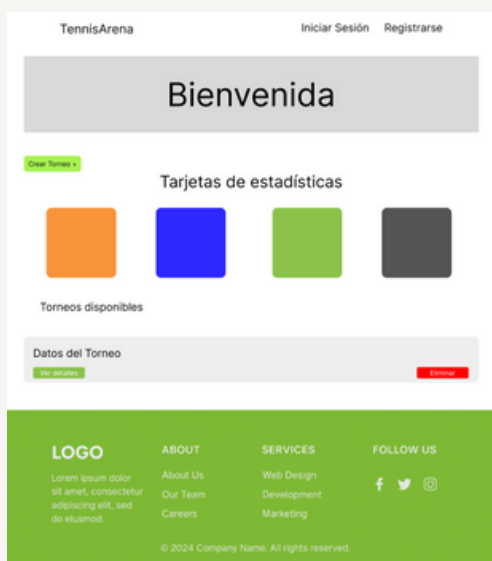 TennisArena
Iniciar Sesión Registrarse
Bienvenida
Crear Torneo +
Tarjetas de estadísticas
Torneos disponibles
Datos del Torneo
Ver detalles
Eliminar
LOGO
Lorem ipsum dolor
sit amet, consectetur
adipiscing elit, sed
do eiusmod.
ABOUT
About Us
Our Team
Careers
SERVICES
Web Design
Development
Marketing
FOLLOW US
© 2024 Company Name. All rights reserved.